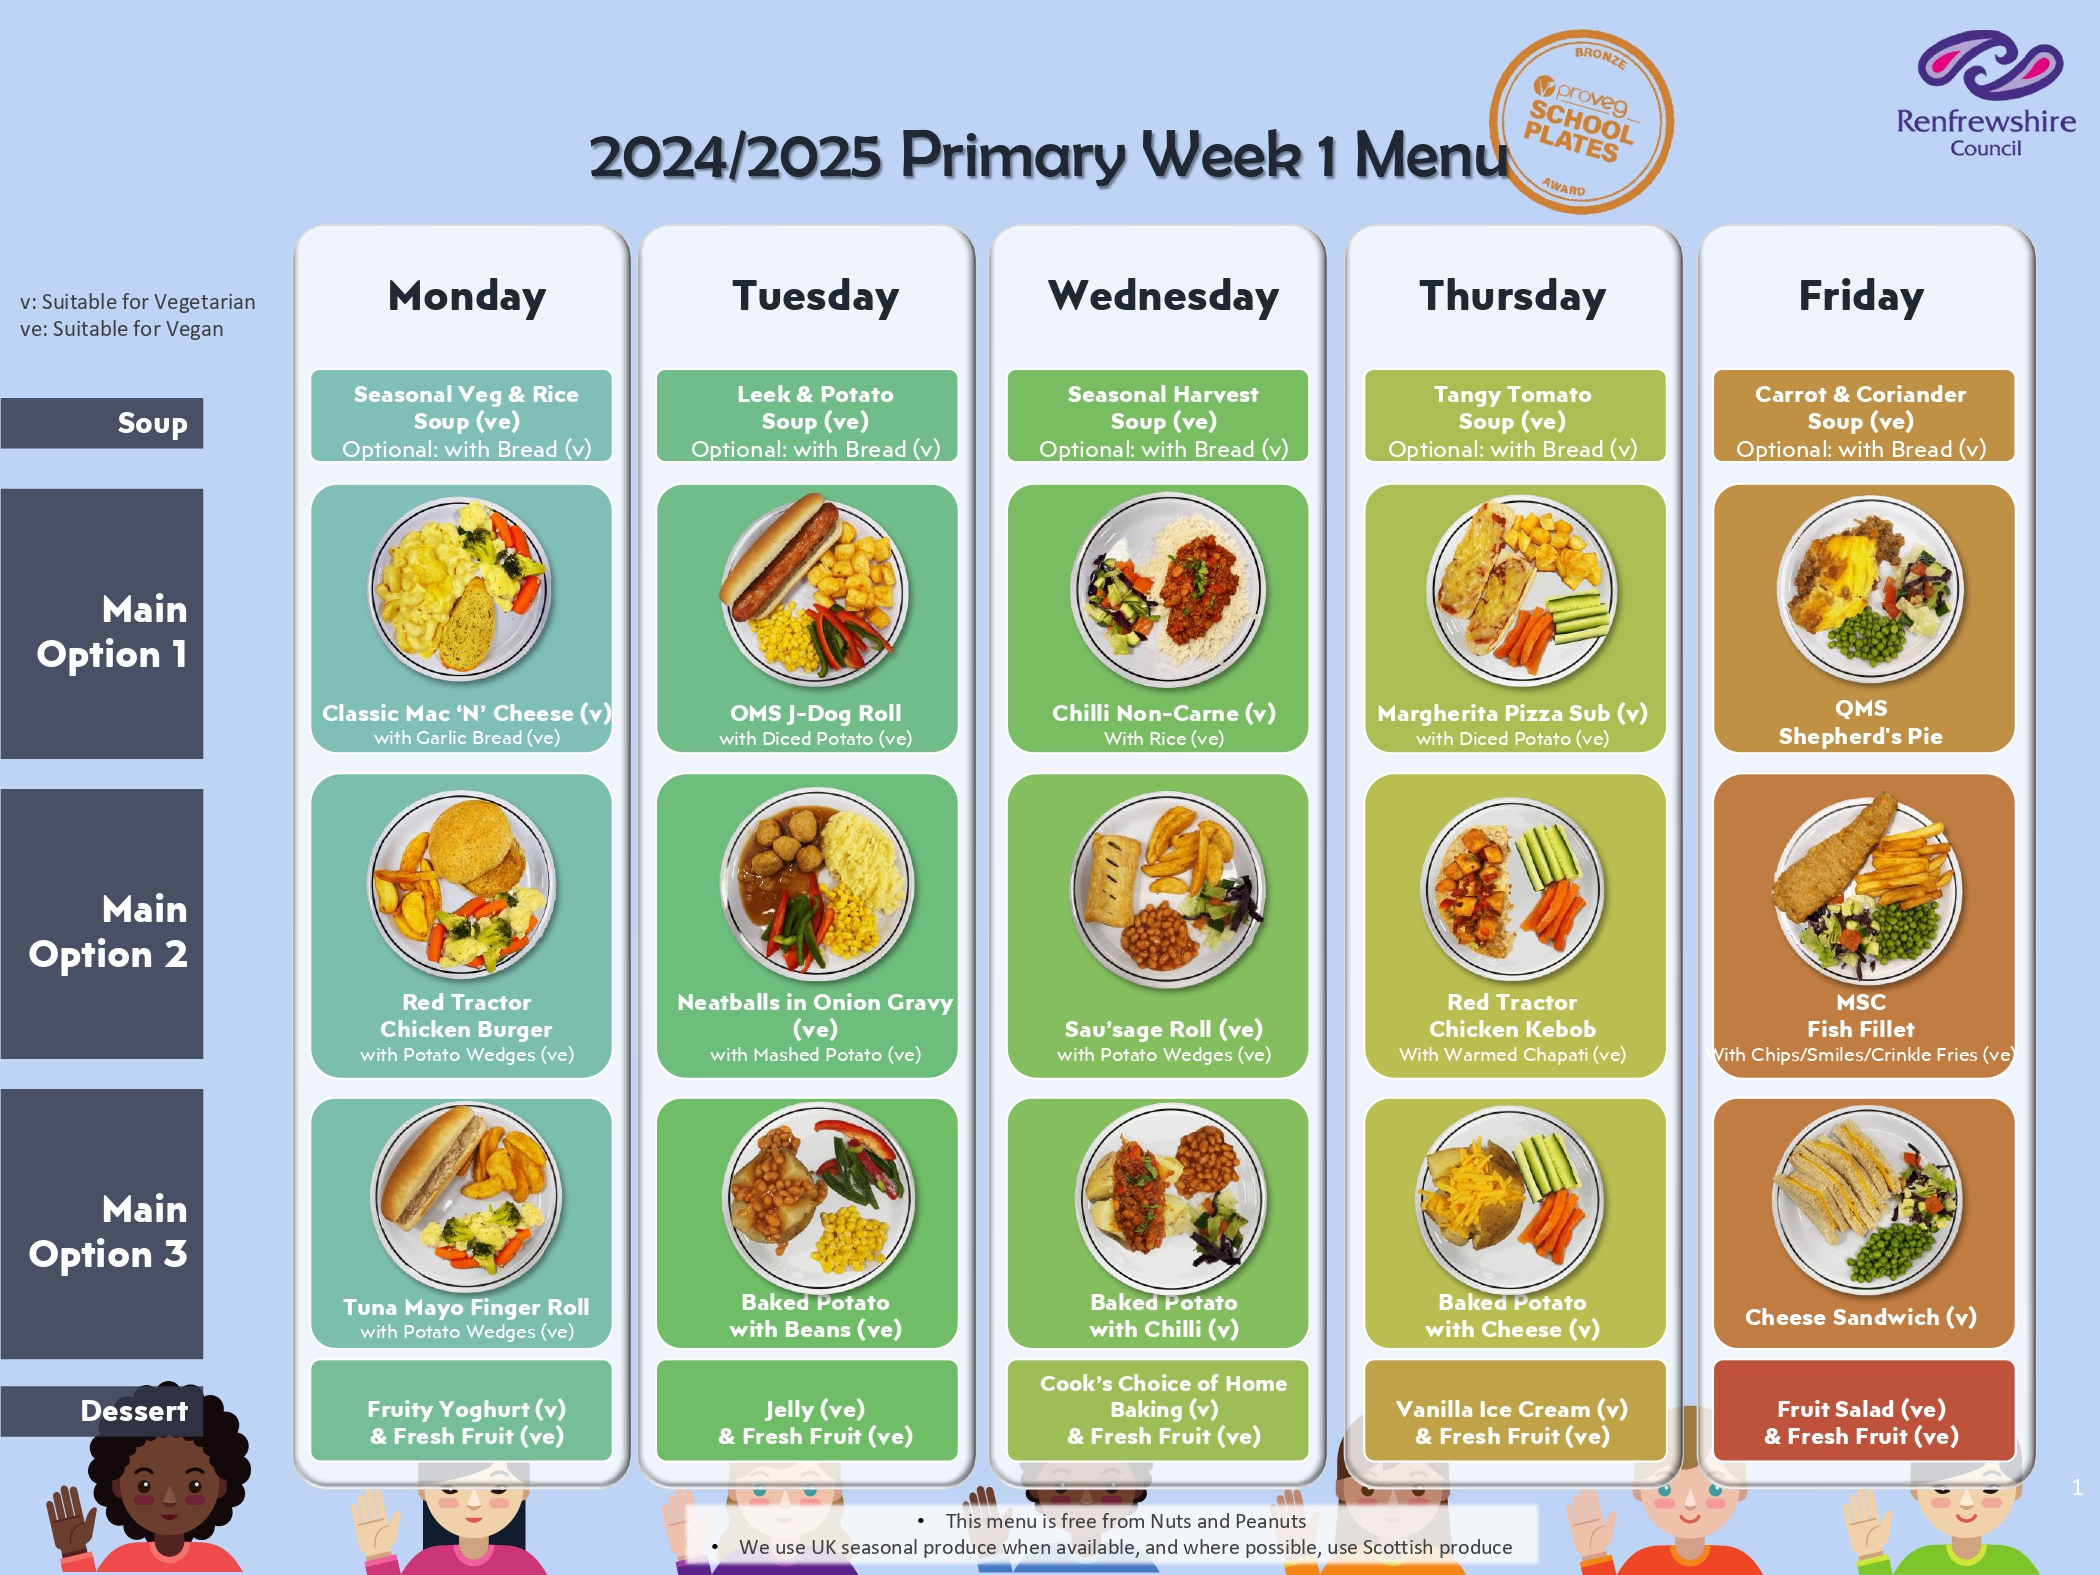 BRONZE
proveg
SCHOOL
PLATES
AWARD
Renfrewshire
Council
2024/2025 Primary Week 1 Menu
v: Suitable for Vegetarian
ve: Suitable for Vegan
Monday
Tuesday
Wednesday
Thursday
Friday
Soup
Seasonal Veg & Rice
Soup (ve)
Optional: with Bread (v)
Leek & Potato
Soup (ve)
Optional: with Bread (v)
Seasonal Harvest
Soup (ve)
Optional: with Bread (v)
Tangy Tomato
Soup (ve)
Optional: with Bread (v)
Carrot & Coriander
Soup (ve)
Optional: with Bread (v)
Main
Option 1
Classic Mac ‘N’ Cheese (v)
with Garlic Bread (ve)
OMS J-Dog Roll
with Diced Potato (ve)
Chilli Non-Carne (v)
With Rice (ve)
Margherita Pizza Sub (v)
with Diced Potato (ve)
QMS
Shepherd's Pie
Main
Option 2
Red Tractor
Chicken Burger
with Potato Wedges (ve)
Neatballs in Onion Gravy
(ve)
with Mashed Potato (ve)
Sau’sage Roll (ve)
with Potato Wedges (ve)
Red Tractor
Chicken Kebob
With Warmed Chapati (ve)
MSC
Fish Fillet
With Chips/Smiles/Crinkle Fries (ve)
Main
Option 3
Tuna Mayo Finger Roll
with Potato Wedges (ve)
Baked Potato
with Beans (ve)
Baked Potato
with Chilli (v)
Baked Potato
with Cheese (v)
Cheese Sandwich (v)
Dessert
Fruity Yoghurt (v)
& Fresh Fruit (ve)
Jelly (ve)
& Fresh Fruit (ve)
Cook’s Choice of Home
Baking (v)
& Fresh Fruit (ve)
Vanilla Ice Cream (v)
& Fresh Fruit (ve)
Fruit Salad (ve)
& Fresh Fruit (ve)
1
• This menu is free from Nuts and Peanuts
• We use UK seasonal produce when available, and where possible, use Scottish produce